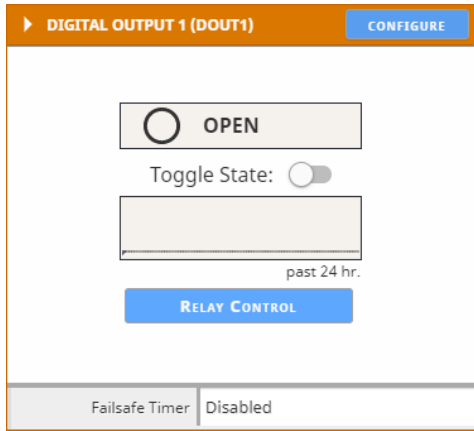 DIGITAL OUTPUT 1 (DOUT1)
CONFIGURE
OPEN
Toggle State:
past 24 hr.
RELAY CONTROL
Failsafe Timer
Disabled